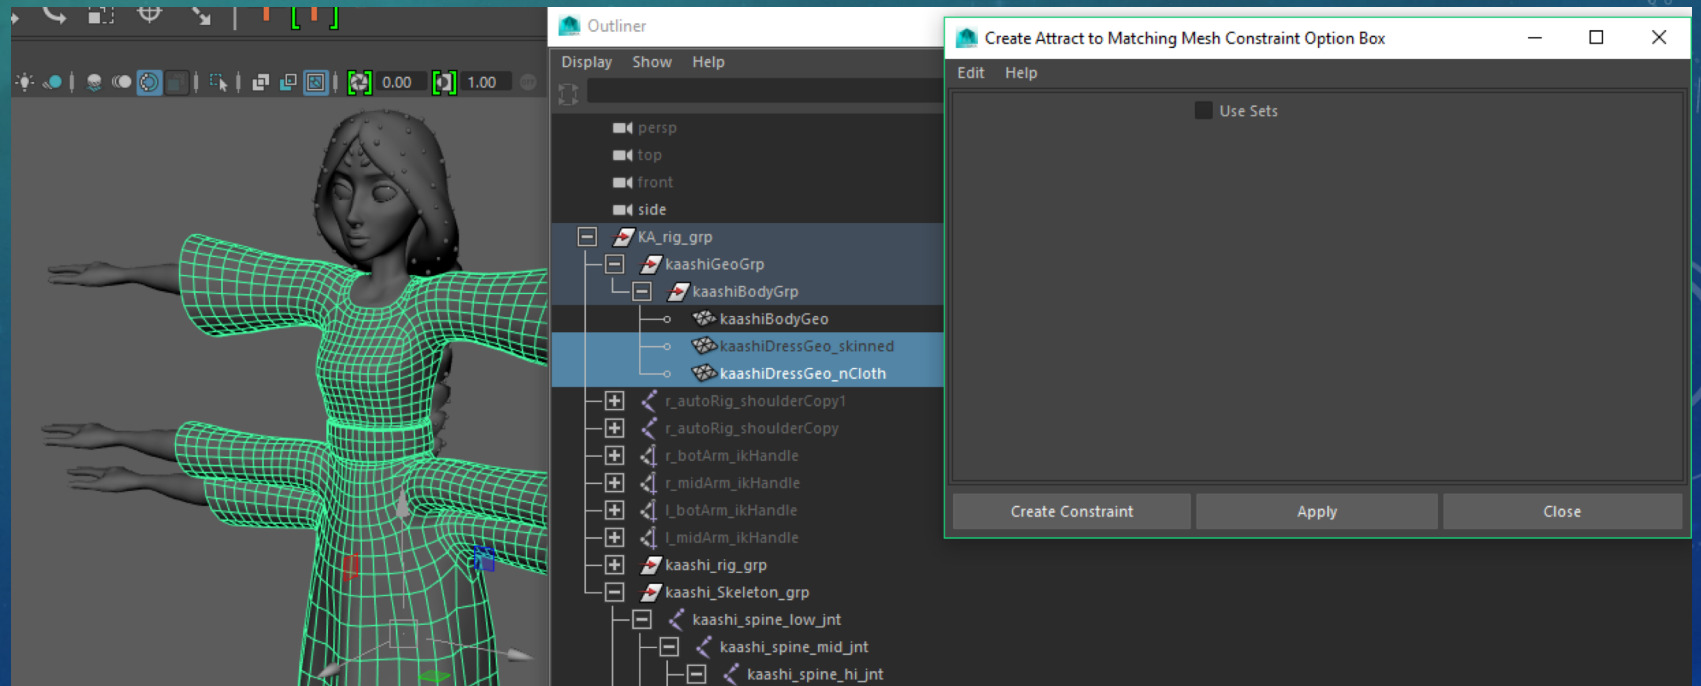 0.00
1.00
Outliner
Display Show Help
persp
top
front
side
KA_rig_grp
kaashiGeoGrp
kaashiBodyGrp
kaashiBodyGeo
kaashiDressGeo_skinned
kaashiDressGeo_nCloth
r_autoRig_shoulderCopy1
r_autoRig_shoulderCopy
r_botArm_ikHandle
r_midArm_ikHandle
l_botArm_ikHandle
l_midArm_ikHandle
kaashi_rig_grp
kaashi_Skeleton_grp
kaashi_spine_low_jnt
kaashi_spine_mid_jnt
kaashi_spine_hi_jnt
Create Attract to Matching Mesh Constraint Option Box
Edit Help
Use Sets
Create Constraint
Apply
Close